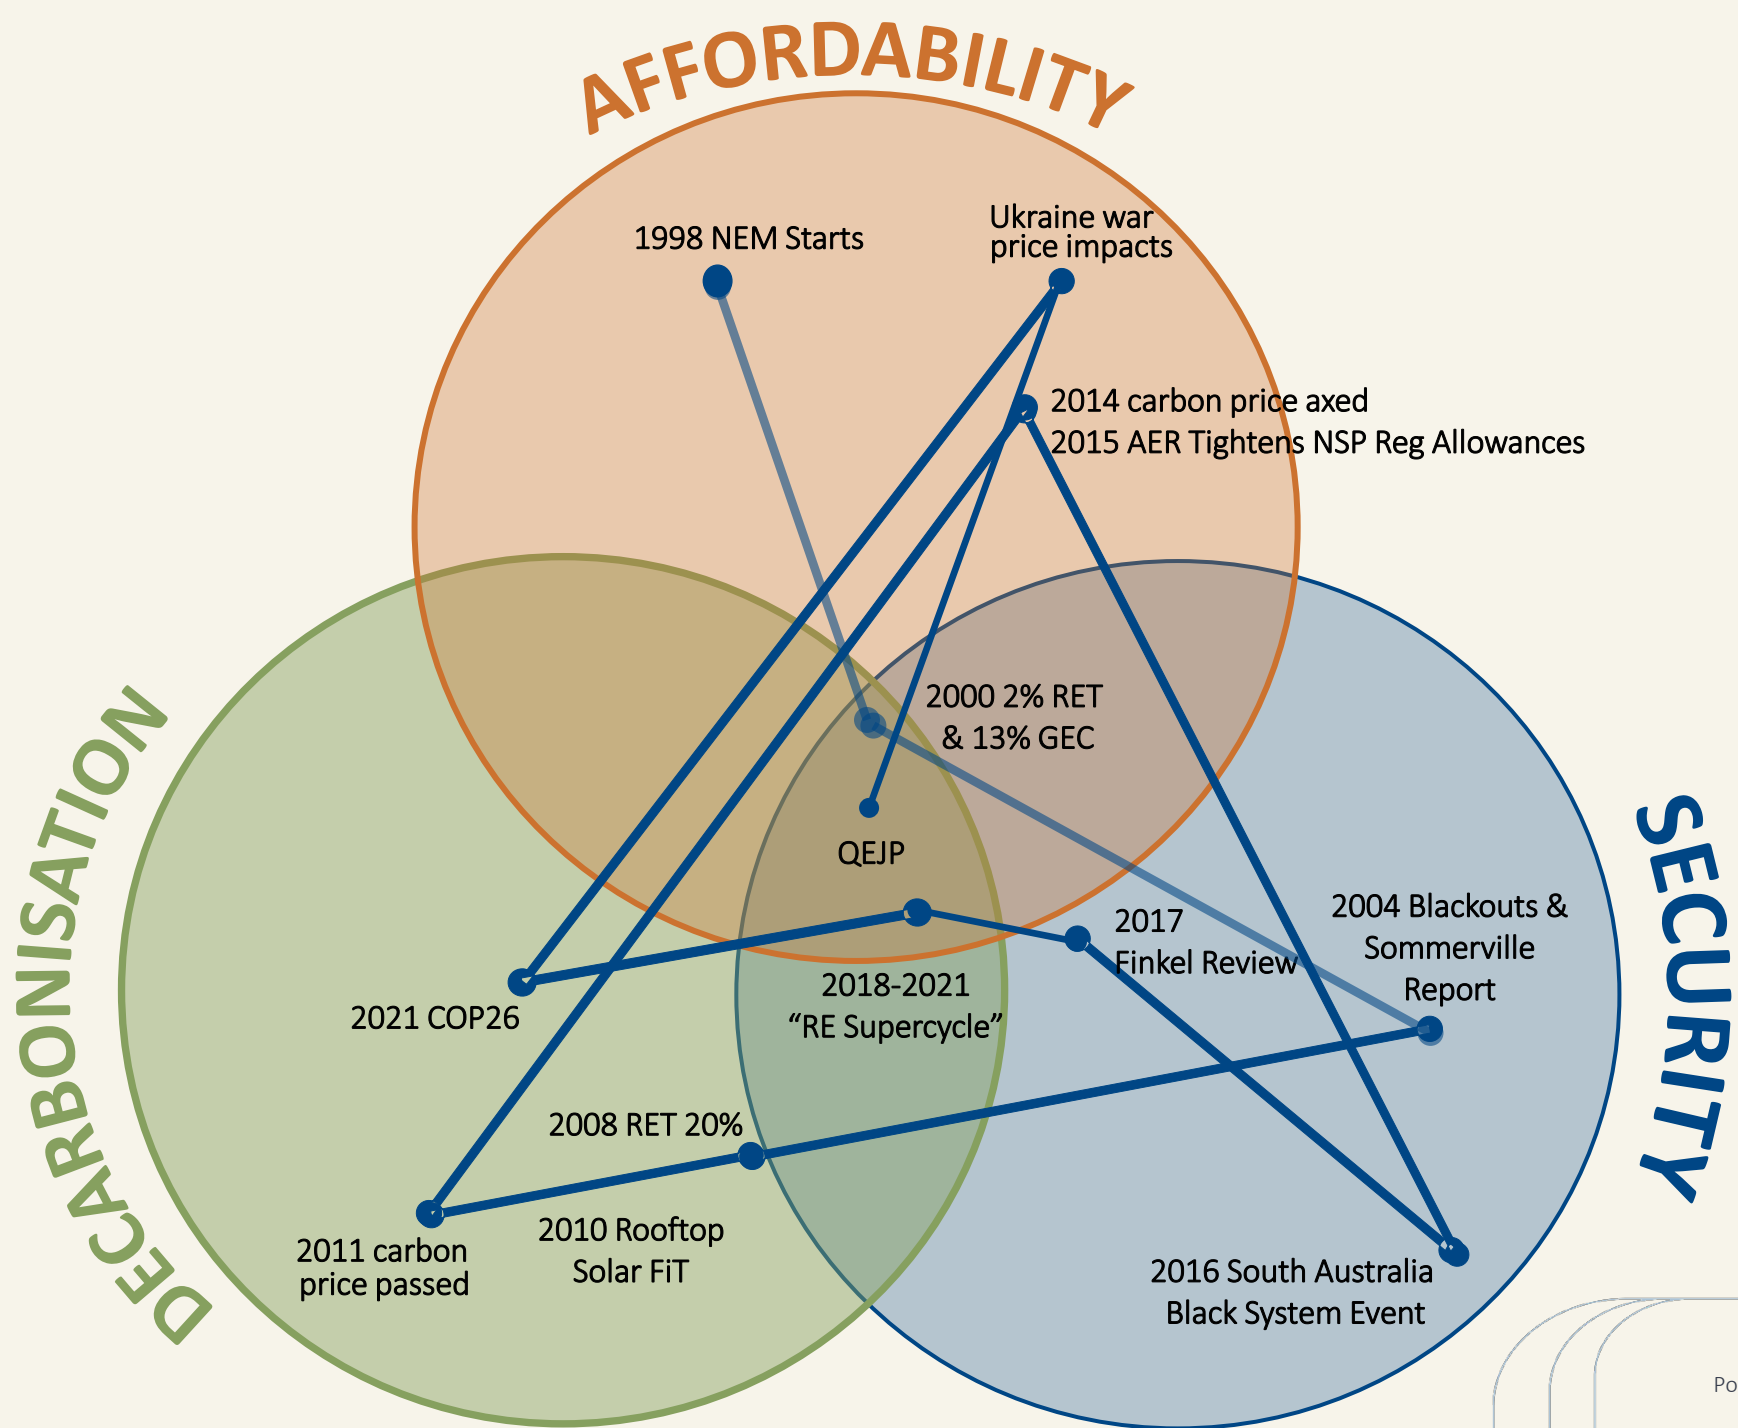 AFFORDABILITY
1998 NEM Starts
Ukraine war
price impacts
2014 carbon price axed
2015 AER Tightens NSP Reg Allowances
2000 2% RET
& 13% GEC
QEJP
DECARBONISATION
SECURITY
2017
Finkel Review
2004 Blackouts &
Sommerville
Report
2018-2021
“RE Supercycle”
2021 COP26
2008 RET 20%
2010 Rooftop
Solar FiT
2011 carbon
price passed
2016 South Australia
Black System Event
Po